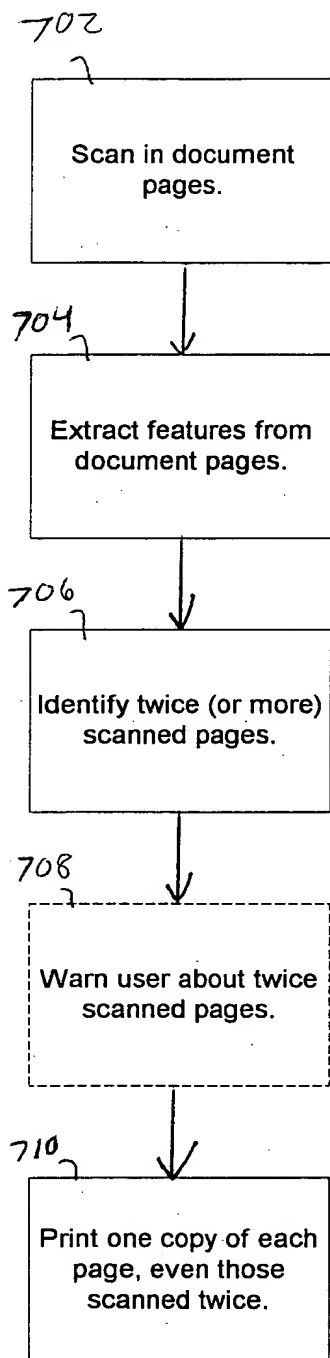 702
Scan in document
pages.
704
Extract features from
document pages.
706
Identify twice (or more)
scanned pages.
708
Warn user about twice
scanned pages.
710
Print one copy of each
page, even those
scanned twice.